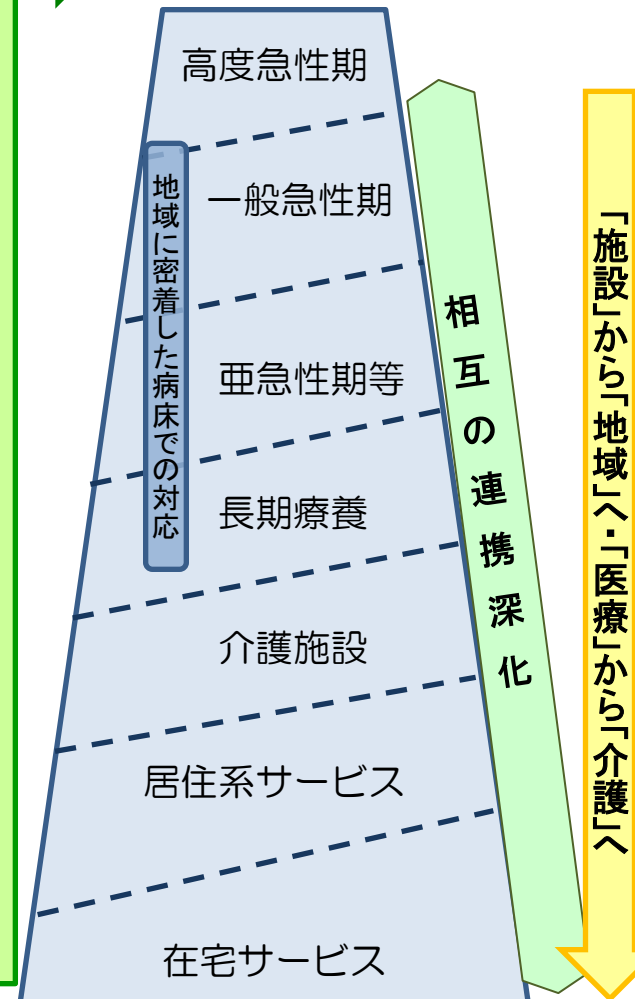 高度急性期
一般急性期
亜急性期等
長期療養
介護施設
居住系サービス
在宅サービス
地域に密着した病床での対応
相互の連携深化
「施設」から「地域」へ・「医療」から「介護」へ